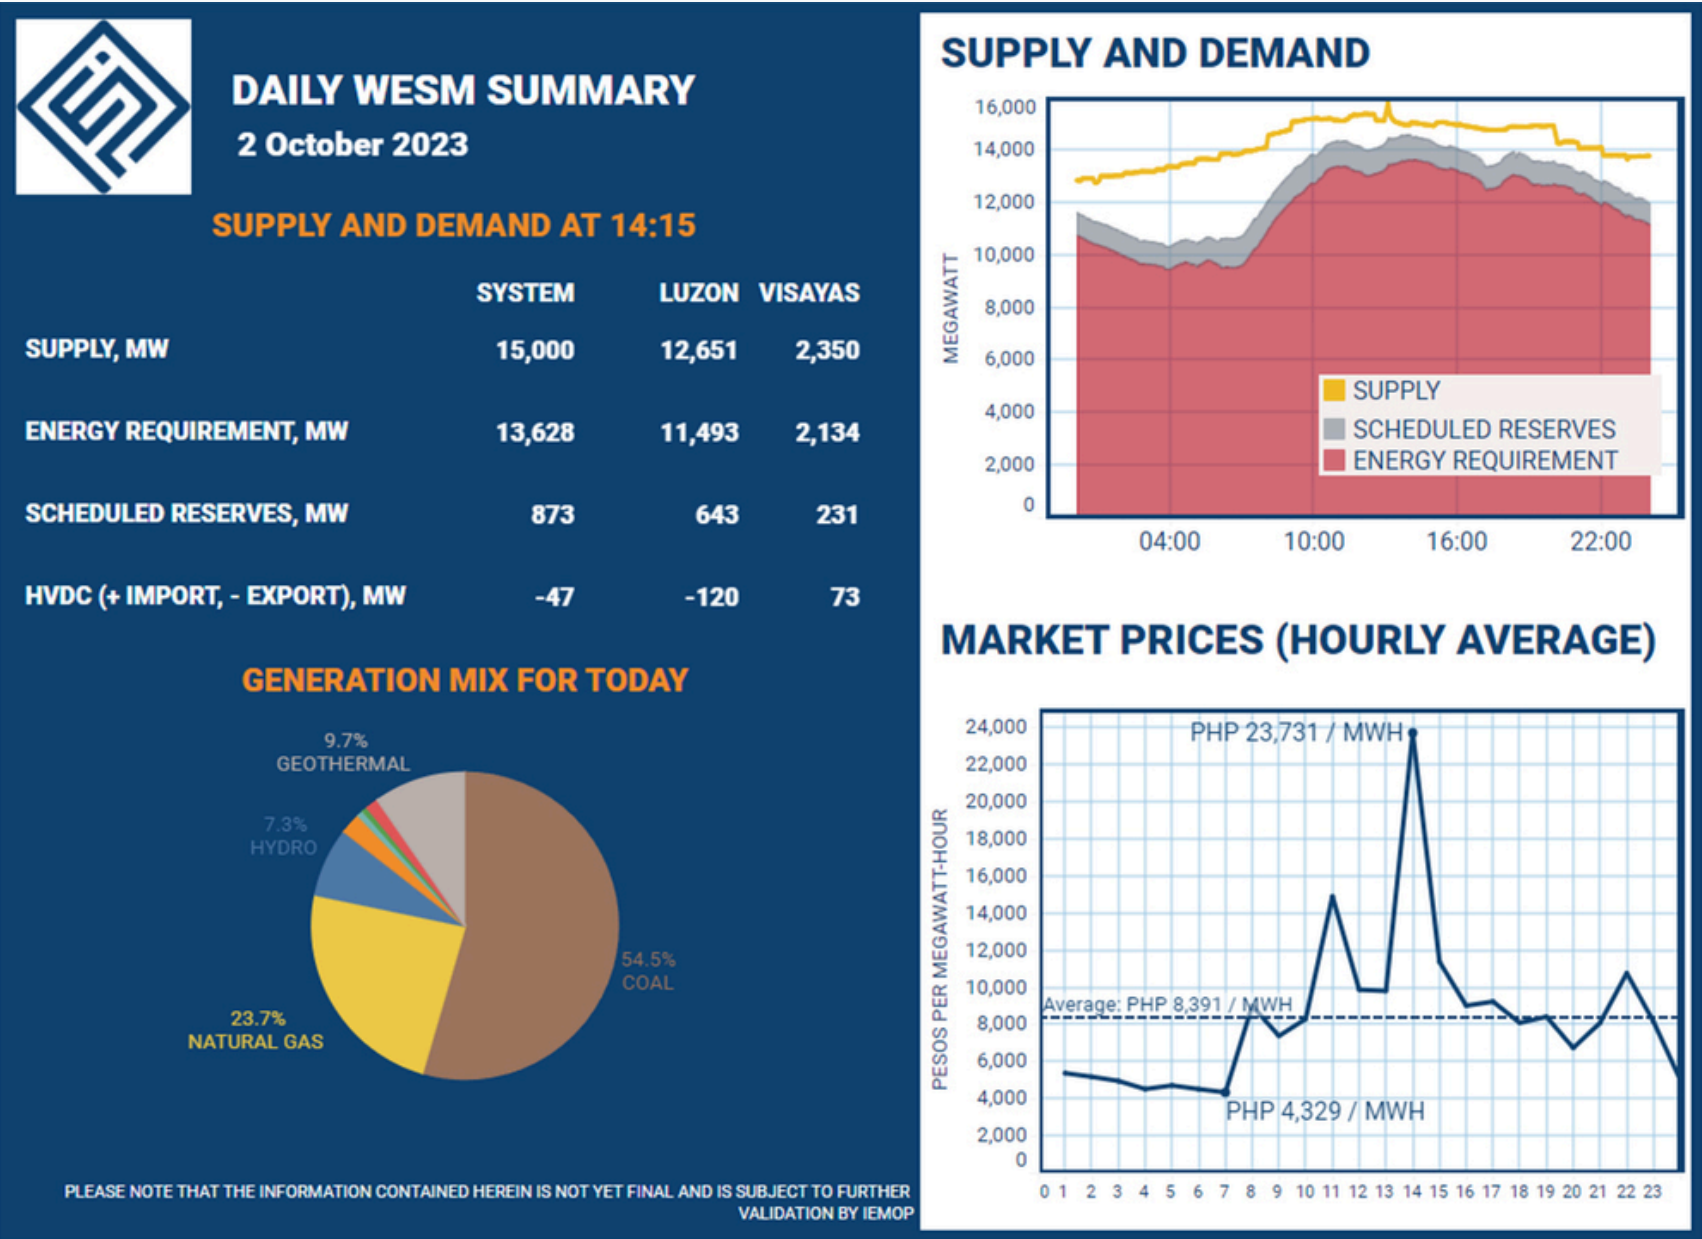 DAILY WESM SUMMARY
2 October 2023
SUPPLY AND DEMAND AT 14:15
SYSTEM LUZON VISAYAS
SUPPLY, MW 15,000 12,651 2,350
ENERGY REQUIREMENT, MW 13,628 11,493 2,134
SCHEDULED RESERVES, MW 873 643 231
HVDC (+ IMPORT, - EXPORT), MW -47 -120 73
GENERATION MIX FOR TODAY
9.7%
GEOTHERMAL
7.3%
HYDRO
54.5%
COAL
23.7%
NATURAL GAS
PLEASE NOTE THAT THE INFORMATION CONTAINED HEREIN IS NOT YET FINAL AND IS SUBJECT TO FURTHER
VALIDATION BY IEMOP
SUPPLY AND DEMAND
MEGAWATT
16,000
14,000
12,000
10,000
8,000
6,000
4,000
2,000
0
SUPPLY
SCHEDULED RESERVES
ENERGY REQUIREMENT
04:00 10:00 16:00 22:00
MARKET PRICES (HOURLY AVERAGE)
PESOS PER MEGAWATT-HOUR
24,000
22,000
20,000
18,000
16,000
14,000
12,000
10,000
8,000
6,000
4,000
2,000
0
PHP 23,731 / MWH
Average: PHP 8,391 / MWH
PHP 4,329 / MWH
0 1 2 3 4 5 6 7 8 9 10 11 12 13 14 15 16 17 18 19 20 21 22 23